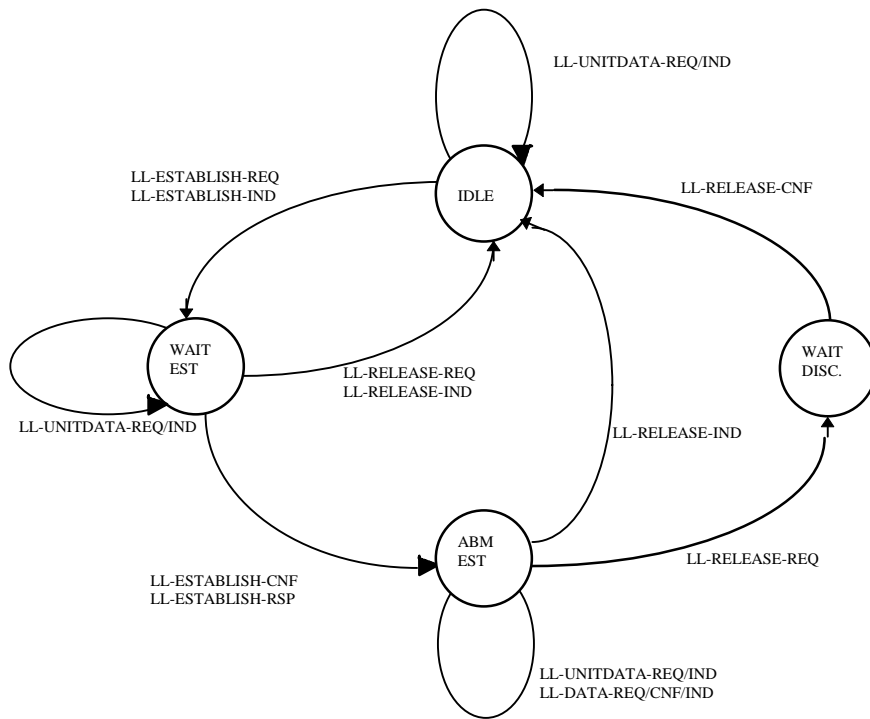 LL-UNITDATA-REQ/IND
LL-ESTABLISH-REQ
LL-ESTABLISH-IND
IDLE
LL-RELEASE-CNF
WAIT
EST
WAIT
DISC.
LL-RELEASE-REQ
LL-RELEASE-IND
LL-UNITDATA-REQ/IND
LL-RELEASE-IND
ABM
EST
LL-RELEASE-REQ
LL-ESTABLISH-CNF
LL-ESTABLISH-RSP
LL-UNITDATA-REQ/IND
LL-DATA-REQ/CNF/IND